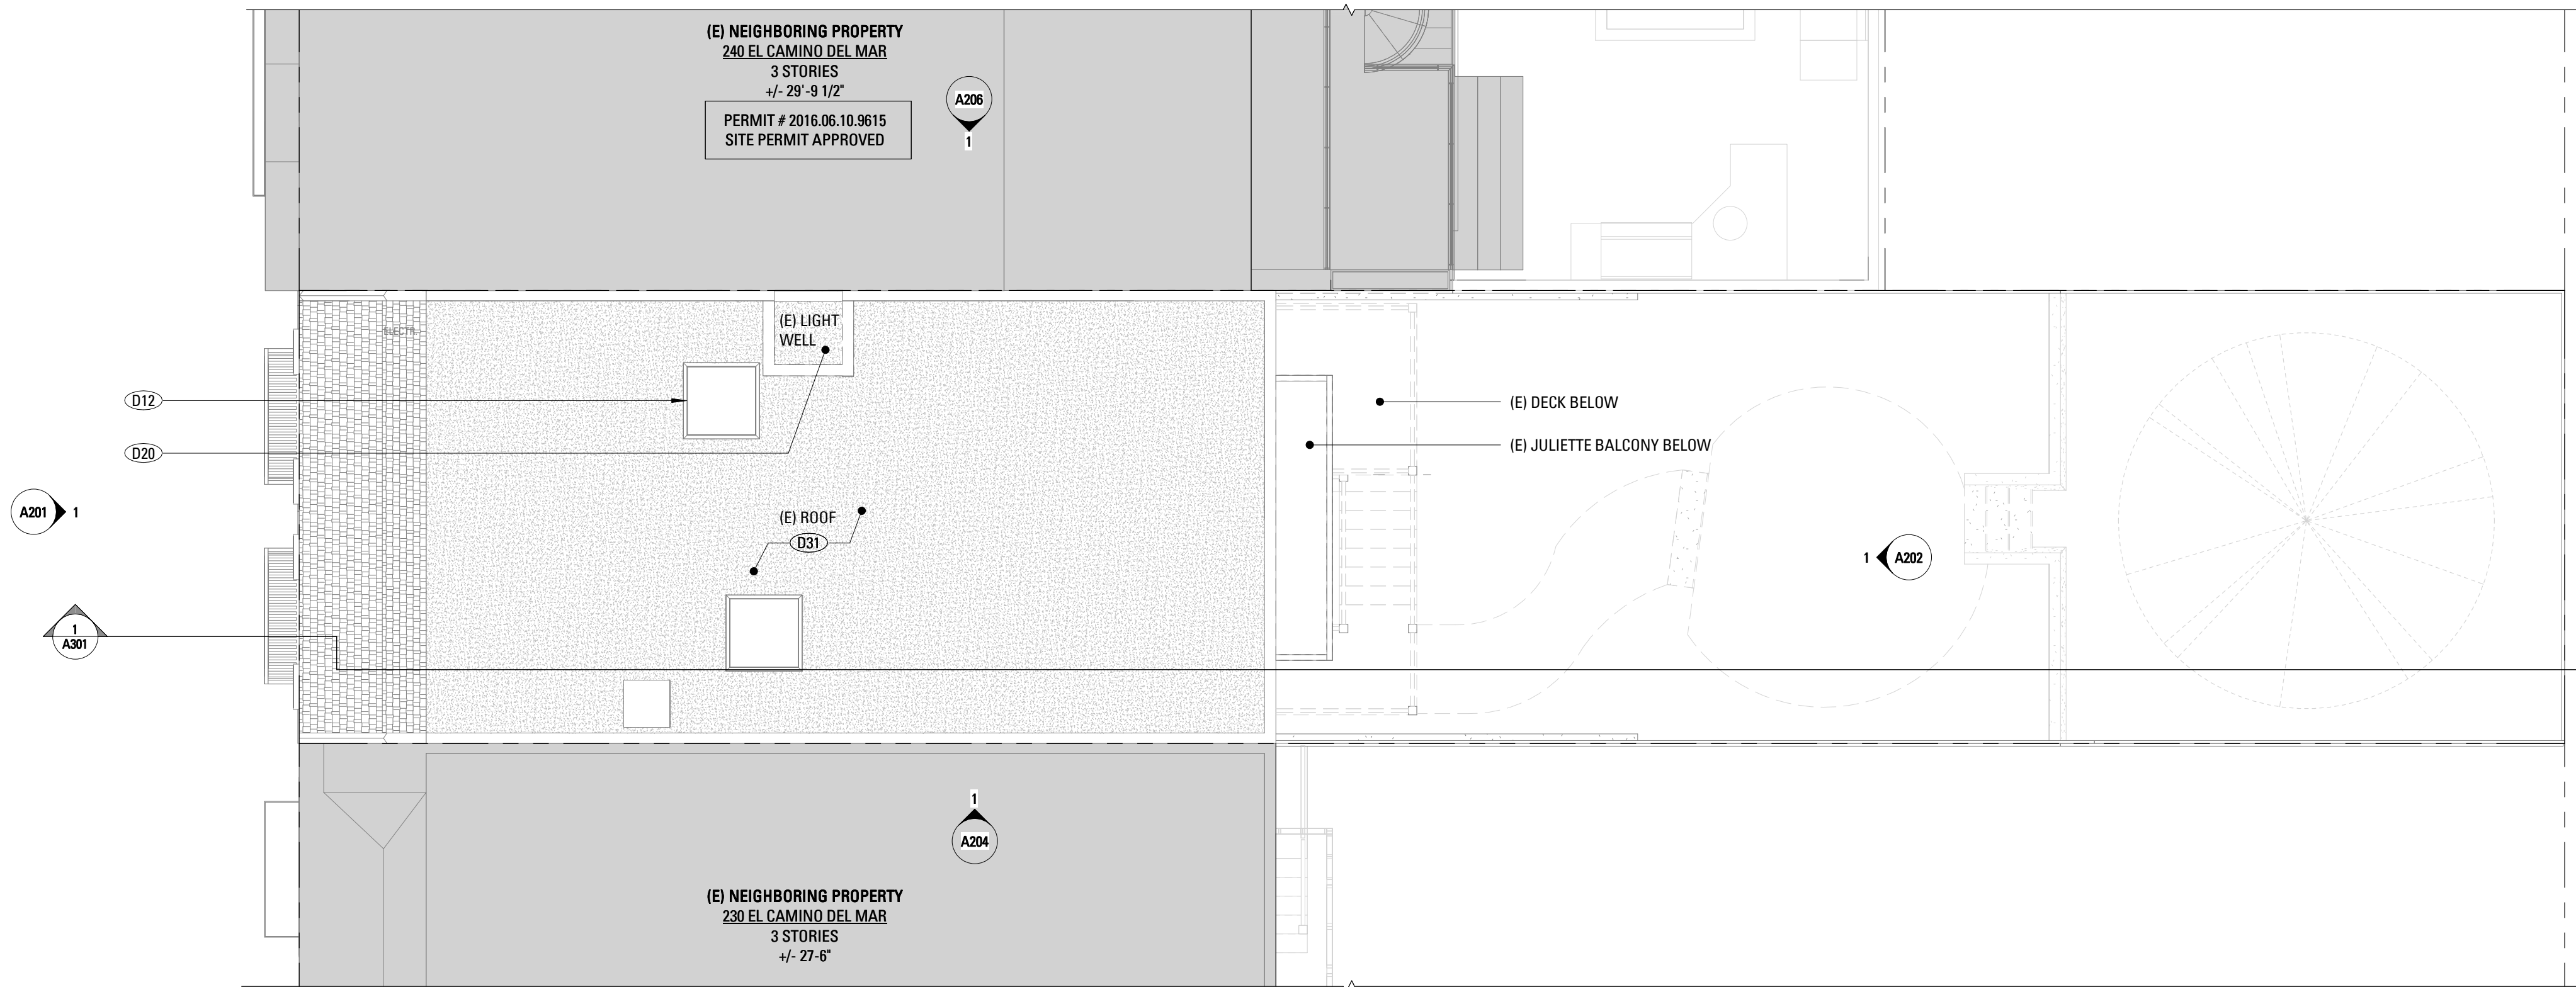 (E) NEIGHBORING PROPERTY
240 EL CAMINO DEL MAR
3 STORIES
+/- 29'-9 1/2"
PERMIT # 2016.06.10.9615
SITE PERMIT APPROVED
A206
1
(E) LIGHT
WELL
ELECTR.
D12
D20
(E) DECK BELOW
(E) JULIETTE BALCONY BELOW
A201
1
(E) ROOF
D31
1
A202
1
A301
1
A204
(E) NEIGHBORING PROPERTY
230 EL CAMINO DEL MAR
3 STORIES
+/- 27-6"